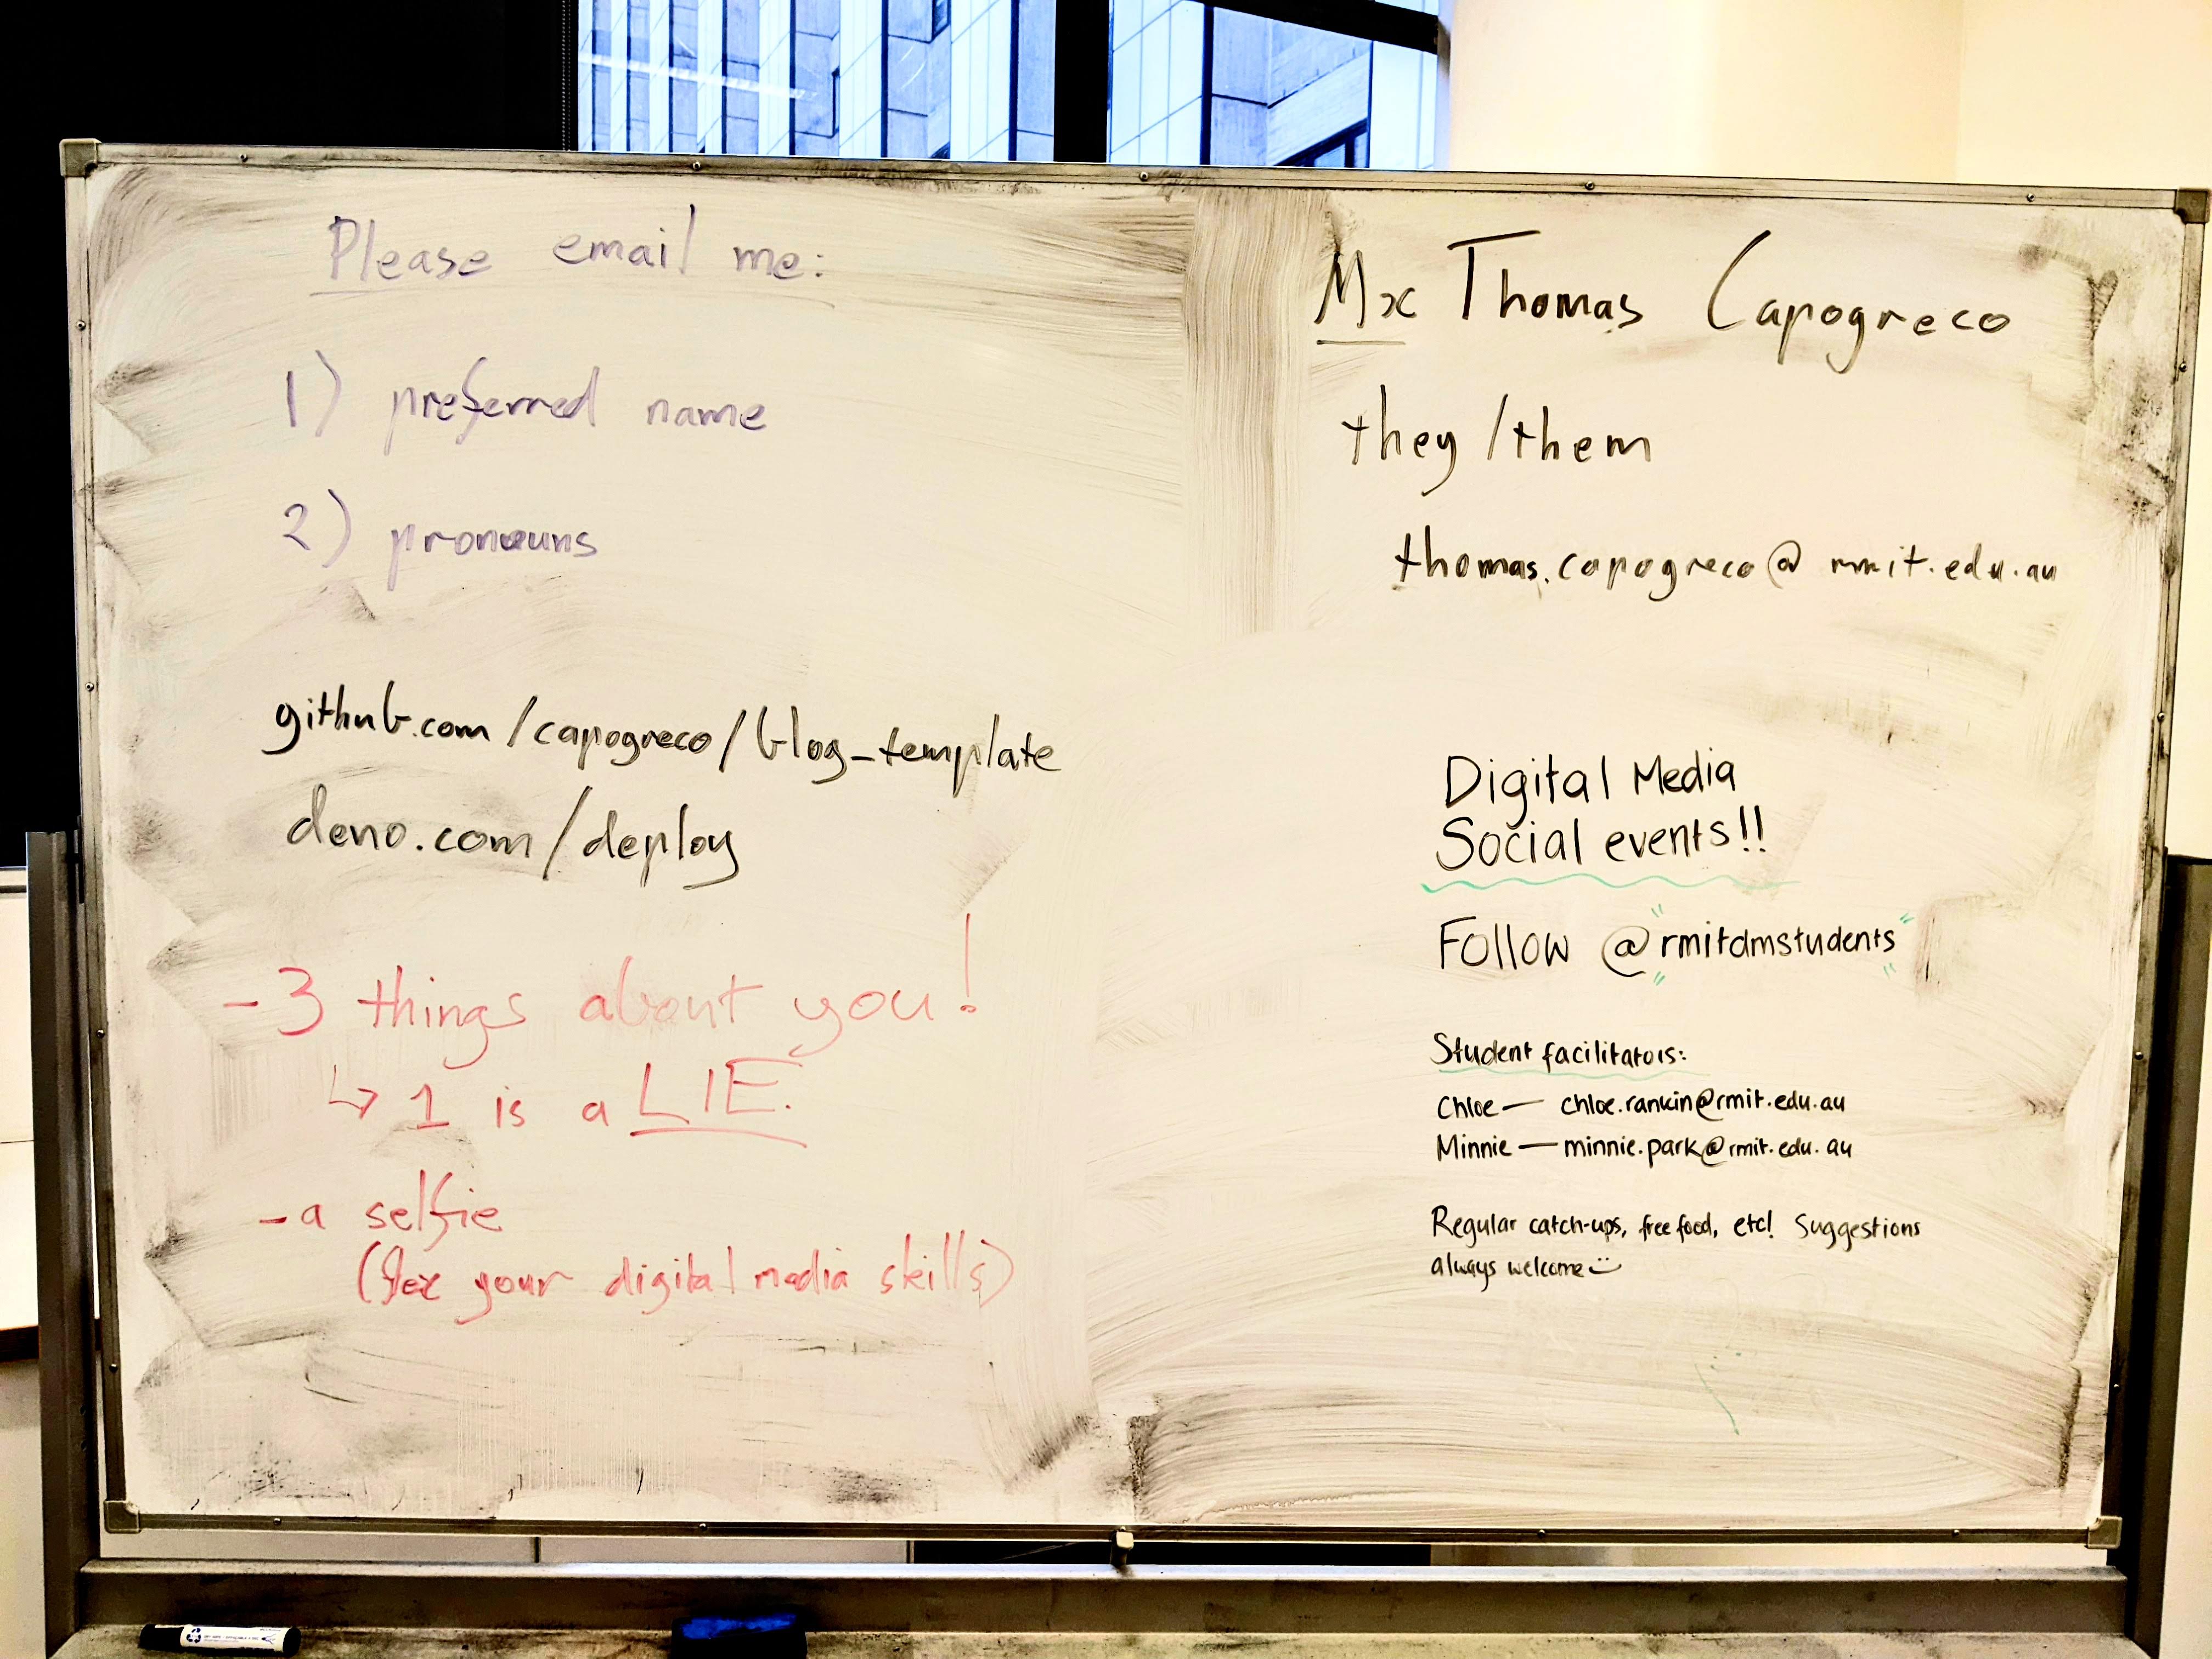 Please email me:
1) preferred name
2) pronouns
github.com/capogreco/blog_template
deno.com/deploy
- 3 things about you!
↳ 1 is a LIE.
- a selfie
(flex your digital media skills)
Mx Thomas Capogreco
they/them
thomas.capogreco@rmit.edu.au
Digital Media
Social events!!
Follow @"rmitdmstudents"
Student facilitators:
Chloe — chloe.rankin@rmit.edu.au
Minnie — minnie.park@rmit.edu.au
Regular catch-ups, free food, etc! Suggestions
always welcome :)